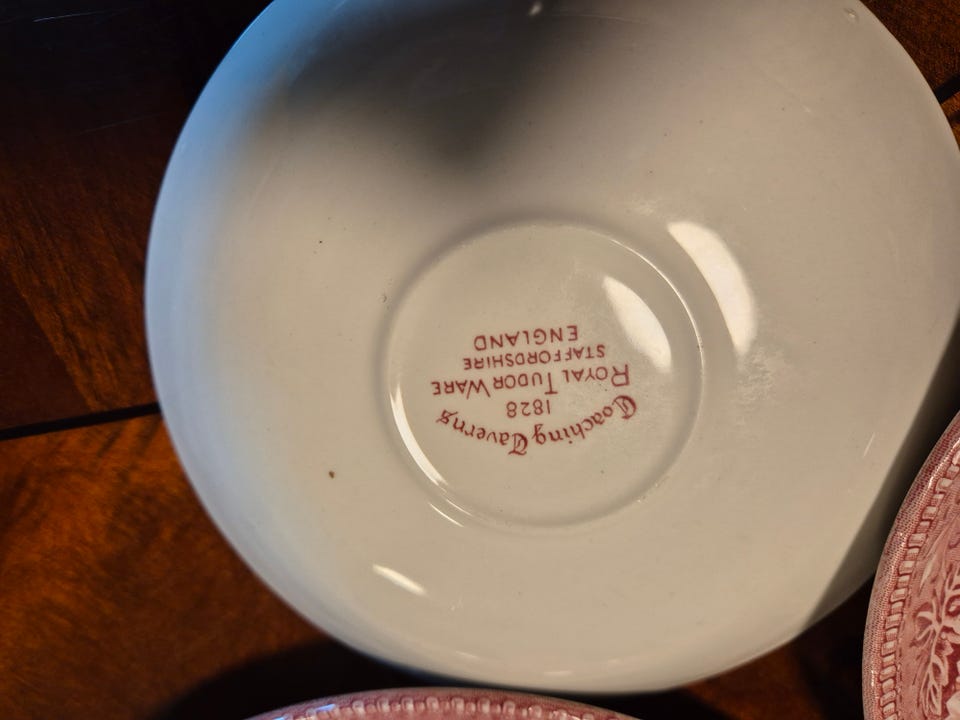 Coaching Taverns
1828
ROYAL TUDOR WARE
STAFFORDSHIRE
ENGLAND